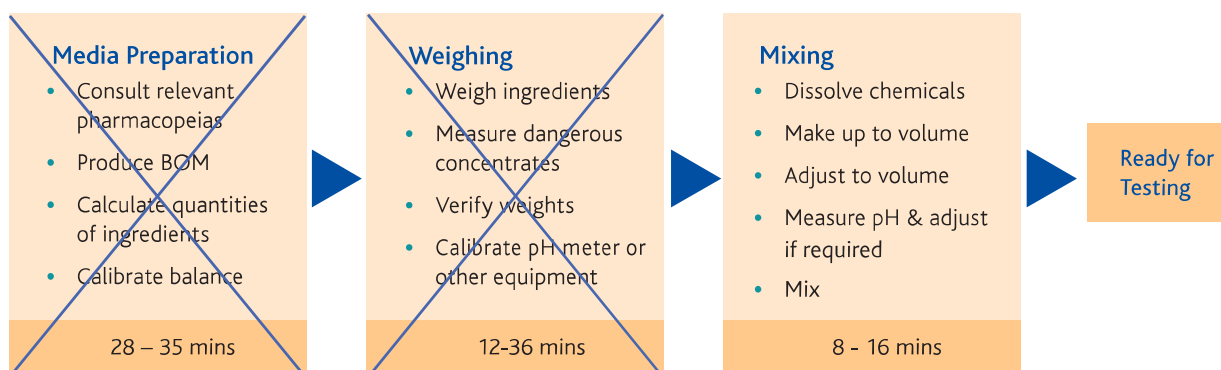 Media Preparation
• Consult relevant
pharmacopeias
• Produce BOM
• Calculate quantities
of ingredients
• Calibrate balance
28 – 35 mins
Weighing
• Weigh ingredients
• Measure dangerous
concentrates
• Verify weights
• Calibrate pH meter or
other equipment
12-36 mins
Mixing
• Dissolve chemicals
• Make up to volume
• Adjust to volume
• Measure pH & adjust
if required
• Mix
8 - 16 mins
Ready for
Testing